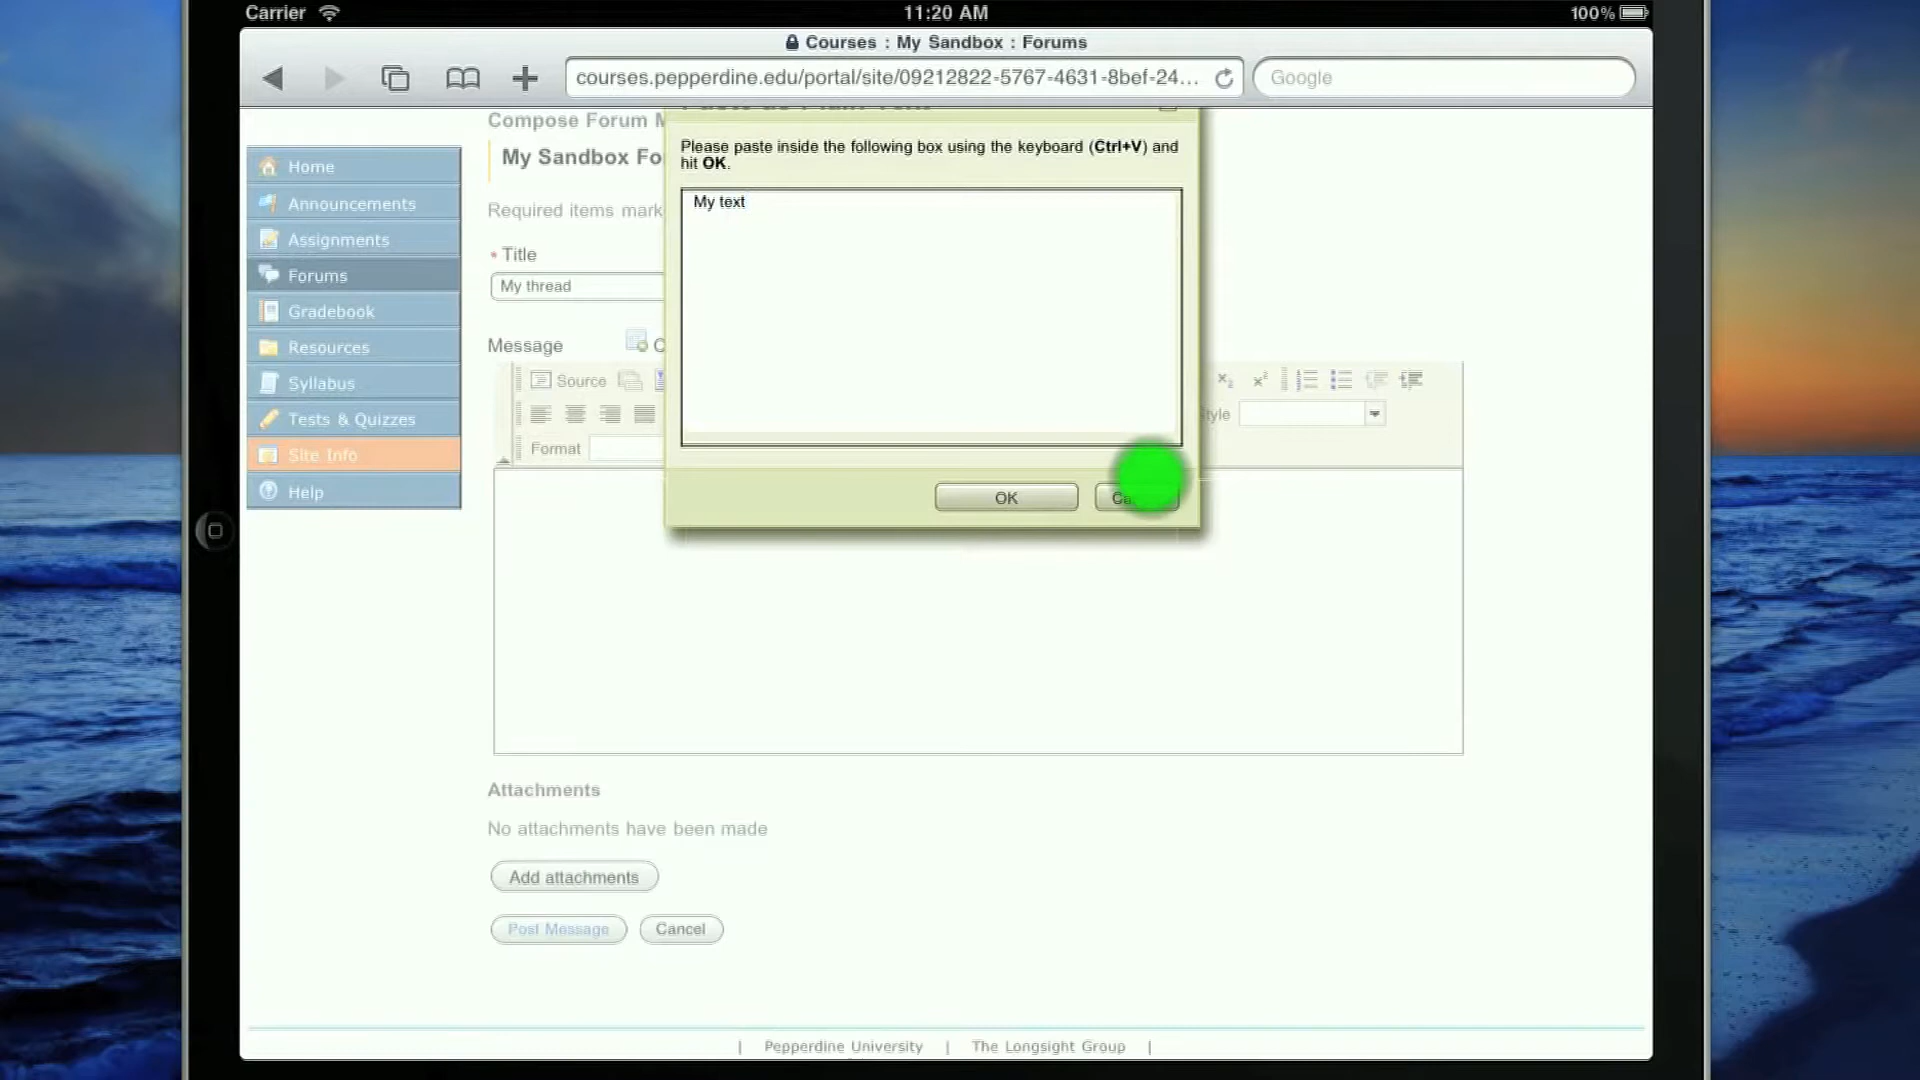 Carrier
11:20 AM
100%
Courses : My Sandbox : Forums
courses.pepperdine.edu/portal/site/09212822-5767-4631-8bef-24...
Google
Home
Announcements
Assignments
Forums
Gradebook
Resources
Syllabus
Tests & Quizzes
Site Info
Help
Compose Forum M
My Sandbox Fo
Required items mark
* Title
My thread
Message
Source
Format
Please paste inside the following box using the keyboard (Ctrl+V) and
hit OK.
My text
OK
Attachments
No attachments have been made
Add attachments
Post Message
Cancel
| Pepperdine University | The Longsight Group |